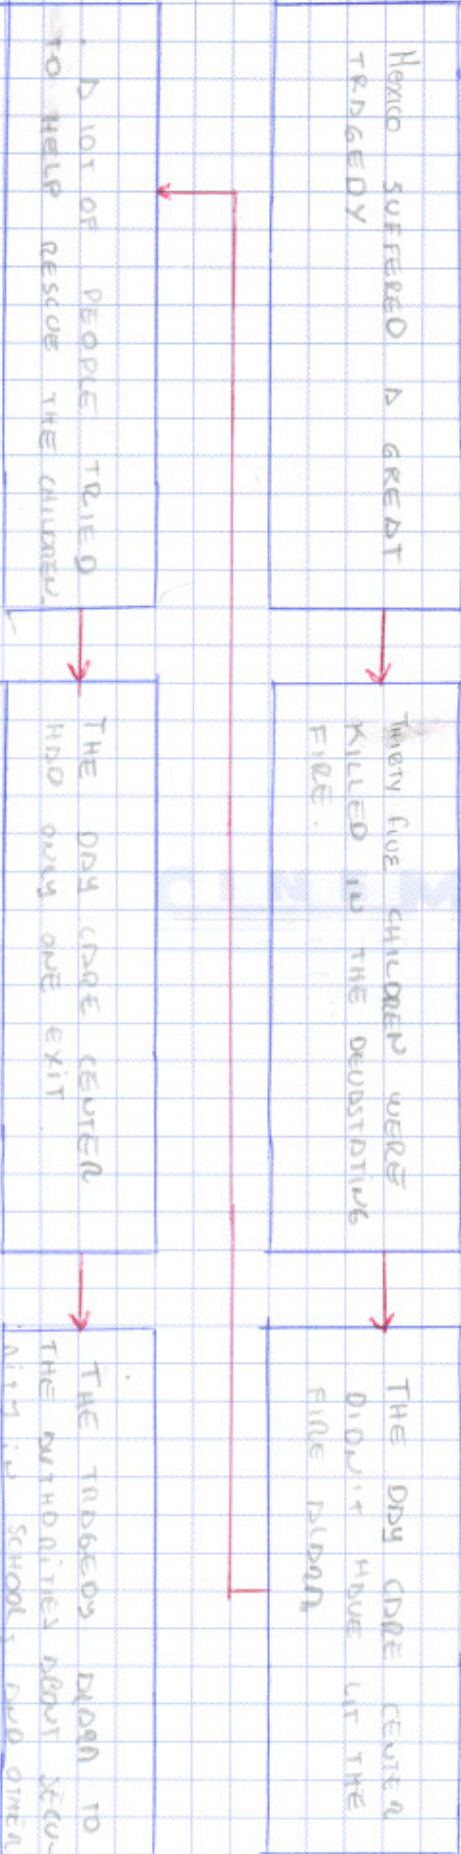 Mexico SUFFERED A GREAT
TRAGEDY
Thirty five CHILDREN WERE
KILLED IN THE DEVASTATING
FIRE.
THE DAY CARE CENTER
DIDN'T HAVE THE
FIRE ALARM
. A LOT OF PEOPLE TRIED
TO HELP RESCUE THE CHILDREN.
THE DAY CARE CENTER
HAD ONLY ONE EXIT
THE TRAGEDY ALARM TO
THE AUTHORITIES ABOUT SECU-
RITY IN SCHOOLS AND OTHER